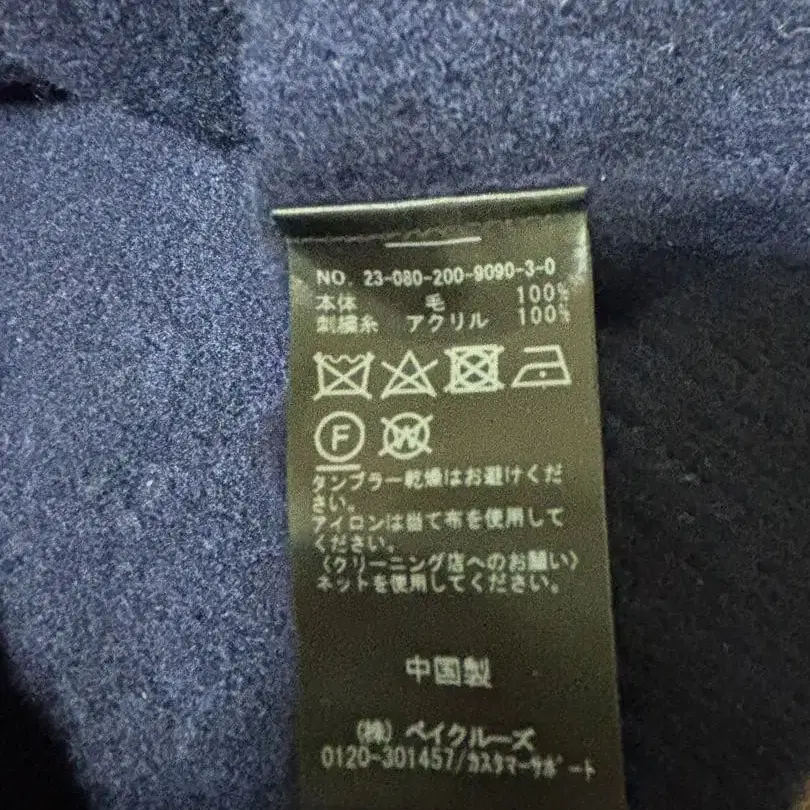 NO. 23-080-200-9090-3-0
本体 毛 100%
刺繍糸 アクリル 100%
F W
タンブラー乾燥はお避けくだ
さい。
アイロンは当て布を使用して
ください。
〈クリーニング店へのお願い〉
ネットを使用してください。
中国製
(株) ベイクルーズ
0120-301457/カスタマーサポート